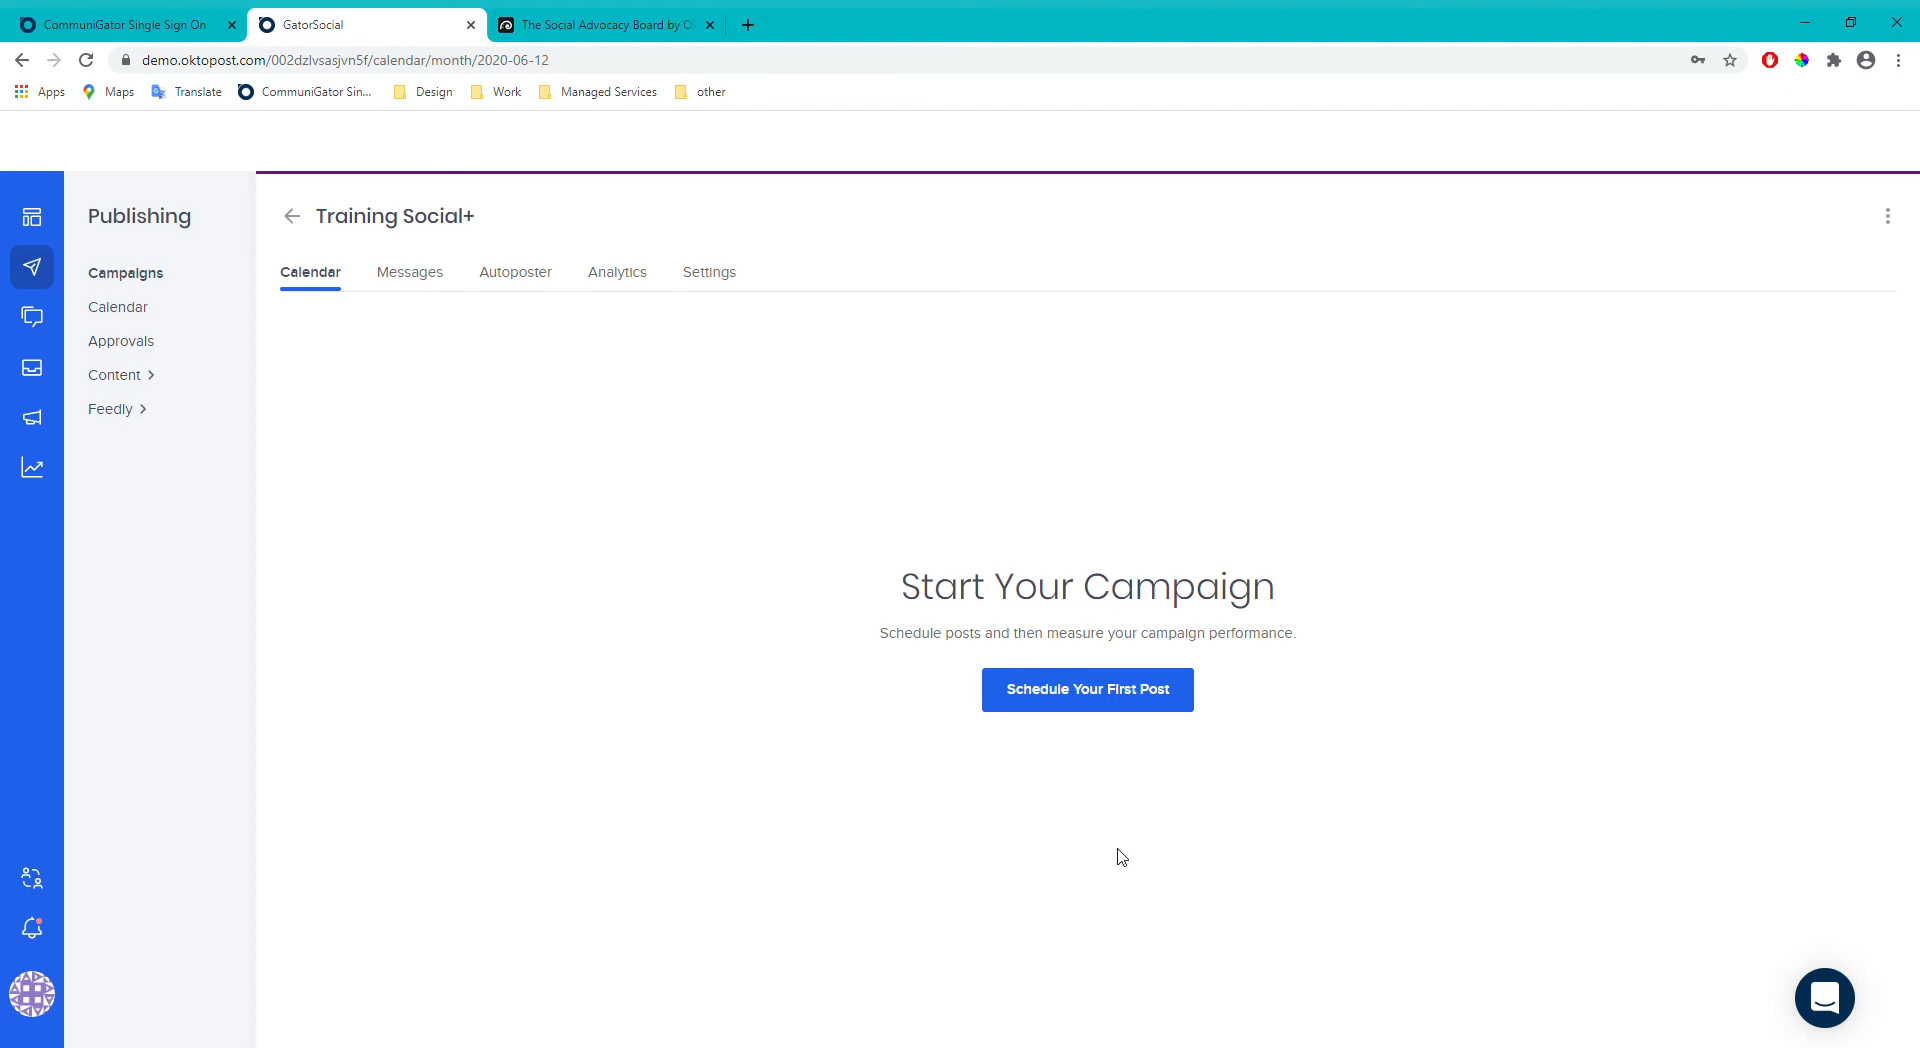 CommuniGator Single Sign On
GatorSocial
The Social Advocacy Board by O
demo.oktopost.com/002dzlvsasjvn5f/calendar/month/2020-06-12
Apps
Maps
Translate
CommuniGator Sin...
Design
Work
Managed Services
other
Publishing
Campaigns
Calendar
Approvals
Content
Feedly
Training Social+
Calendar
Messages
Autoposter
Analytics
Settings
Start Your Campaign
Schedule posts and then measure your campaign performance.
Schedule Your First Post